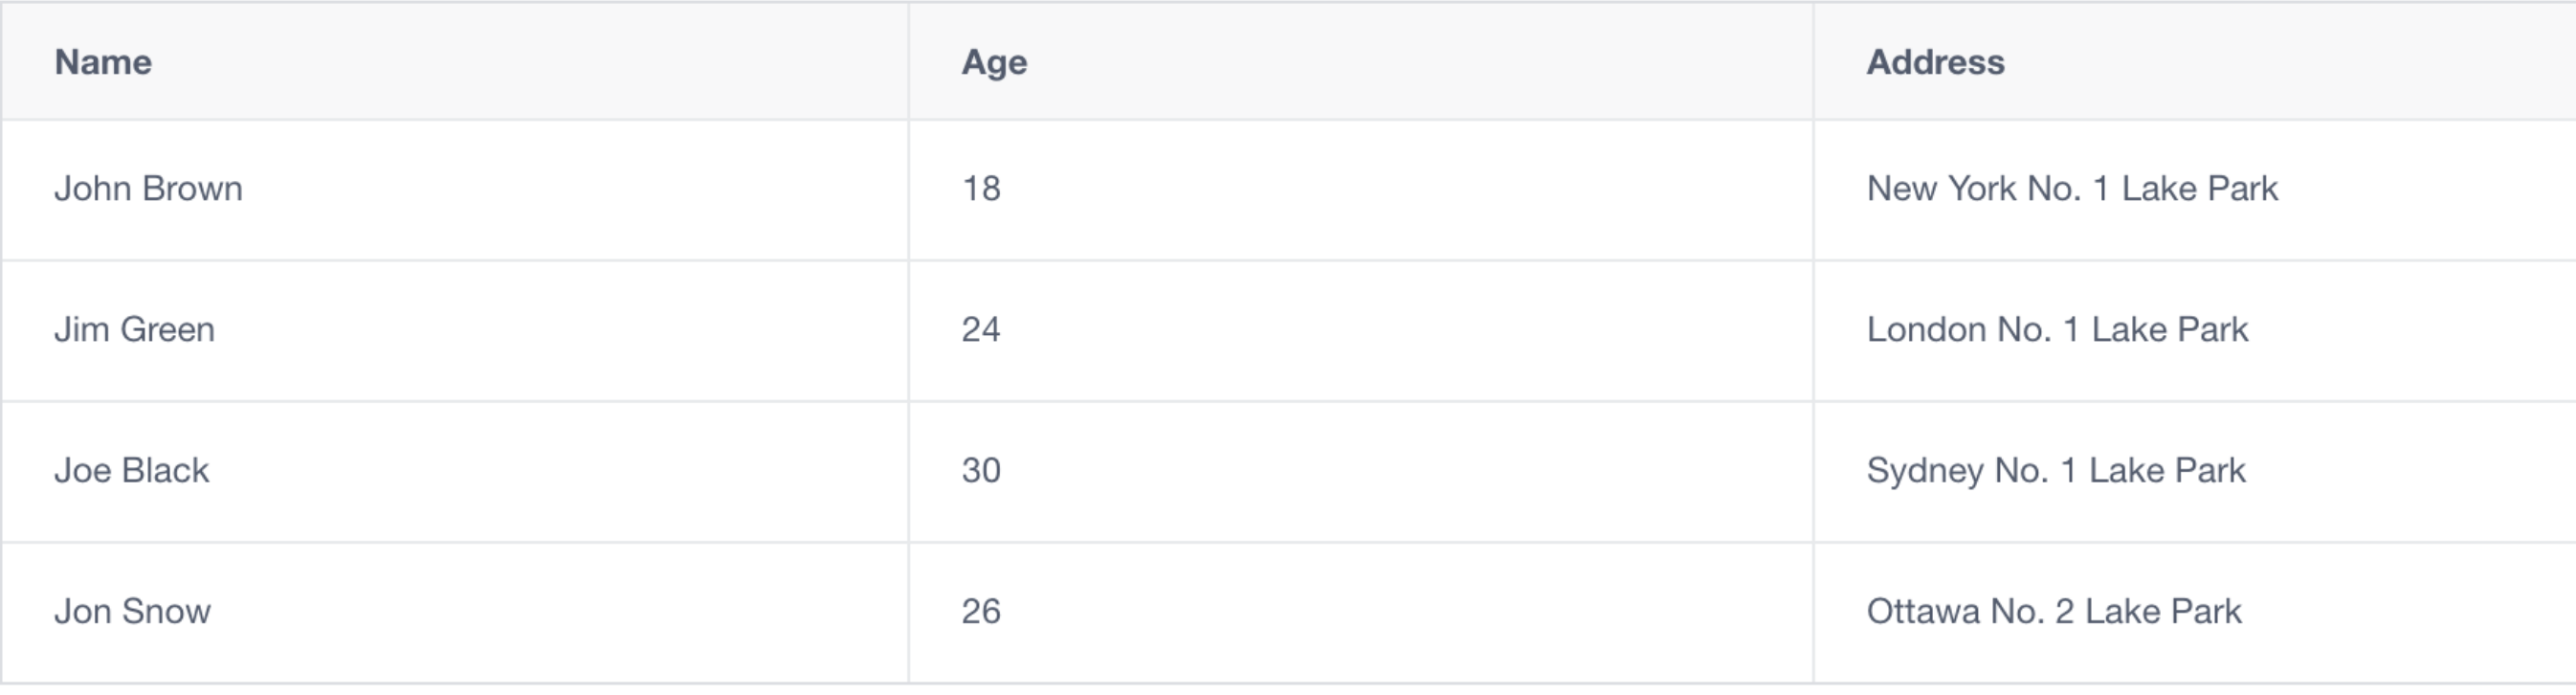 Name Age Address
John Brown 18 New York No. 1 Lake Park
Jim Green 24 London No. 1 Lake Park
Joe Black 30 Sydney No. 1 Lake Park
Jon Snow 26 Ottawa No. 2 Lake Park